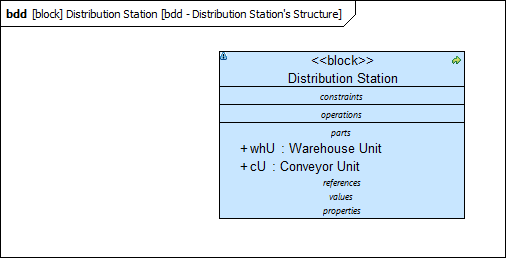 bdd [block] Distribution Station [bdd - Distribution Station's Structure]
<<block>>
Distribution Station
constraints
operations
parts
+ whU : Warehouse Unit
+ cU : Conveyor Unit
references
values
properties